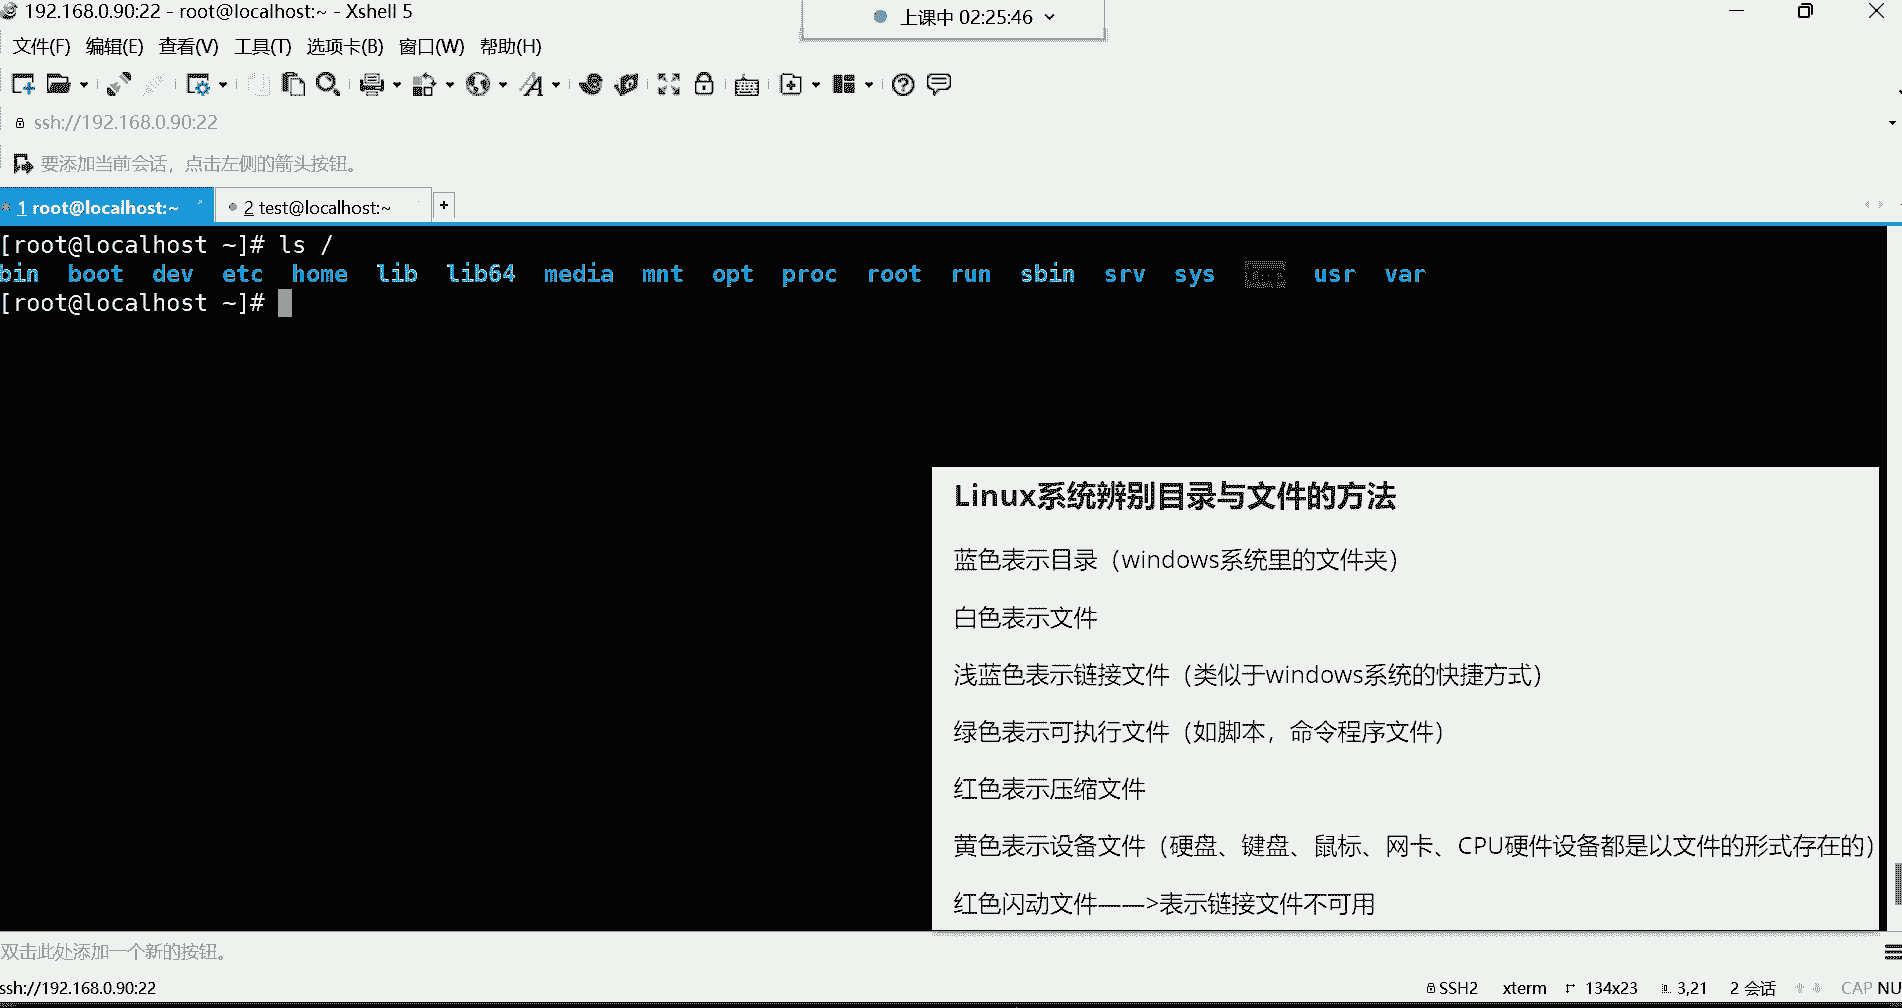 192.168.0.90:22 - root@localhost:~ - Xshell 5
上课中 02:25:46
文件(F) 编辑(E) 查看(V) 工具(T) 选项卡(B) 窗口(W) 帮助(H)
ssh://192.168.0.90:22
要添加当前会话，点击左侧的箭头按钮。
1 root@localhost:~ 2 test@localhost:~ +
[root@localhost ~]# ls /
bin boot dev etc home lib lib64 media mnt opt proc root run sbin srv sys usr var
[root@localhost ~]#
Linux系统辨别目录与文件的方法
蓝色表示目录（windows系统里的文件夹）
白色表示文件
浅蓝色表示链接文件（类似于windows系统的快捷方式）
绿色表示可执行文件（如脚本，命令程序文件）
红色表示压缩文件
黄色表示设备文件（硬盘、键盘、鼠标、网卡、CPU硬件设备都是以文件的形式存在的）
红色闪动文件——>表示链接文件不可用
双击此处添加一个新的按钮。
ssh://192.168.0.90:22 SSH2 xterm 134x23 3,21 2 会话 CAP NU